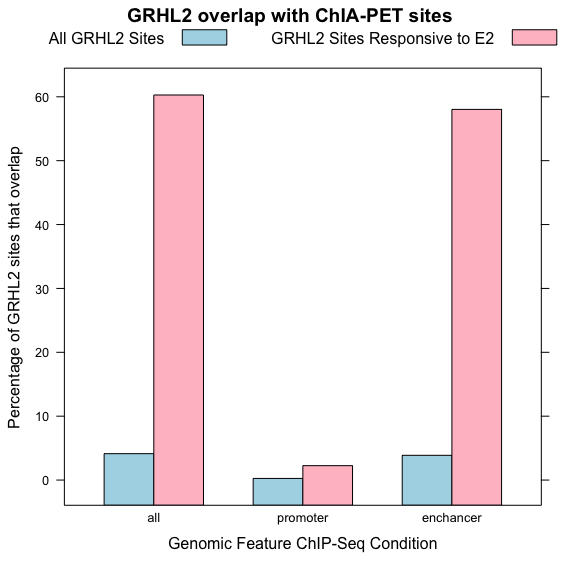 GRHL2 overlap with ChIA-PET sites
All GRHL2 Sites
GRHL2 Sites Responsive to E2
Percentage of GRHL2 sites that overlap
60
50
40
30
20
10
0
all
promoter
enchancer
Genomic Feature ChIP-Seq Condition